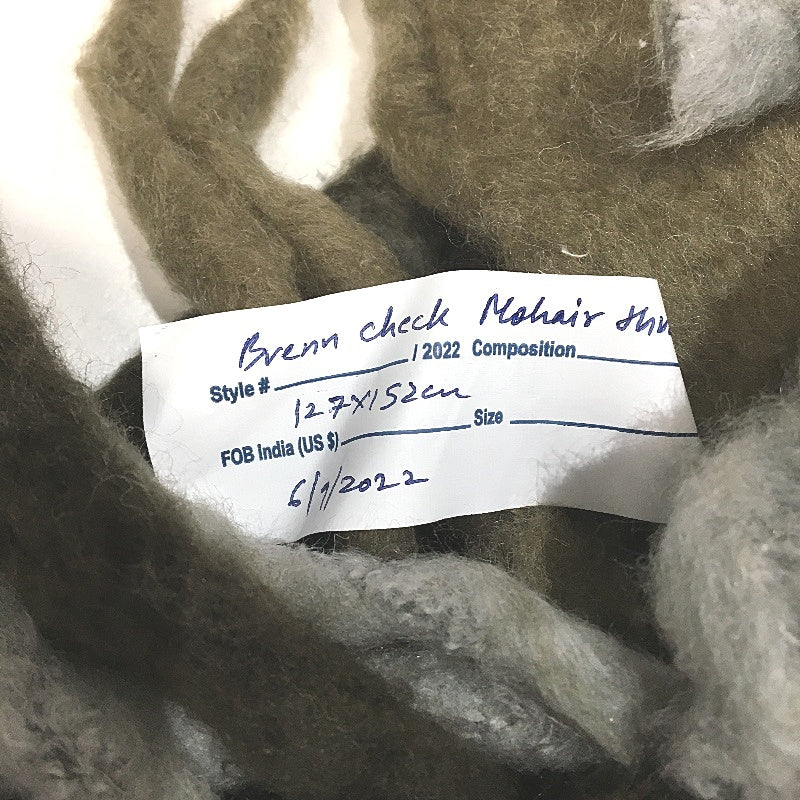 Brenn check Mohair
Style # / 2022 Composition
127x152cm
FOB India (US $) Size
6/9/2022